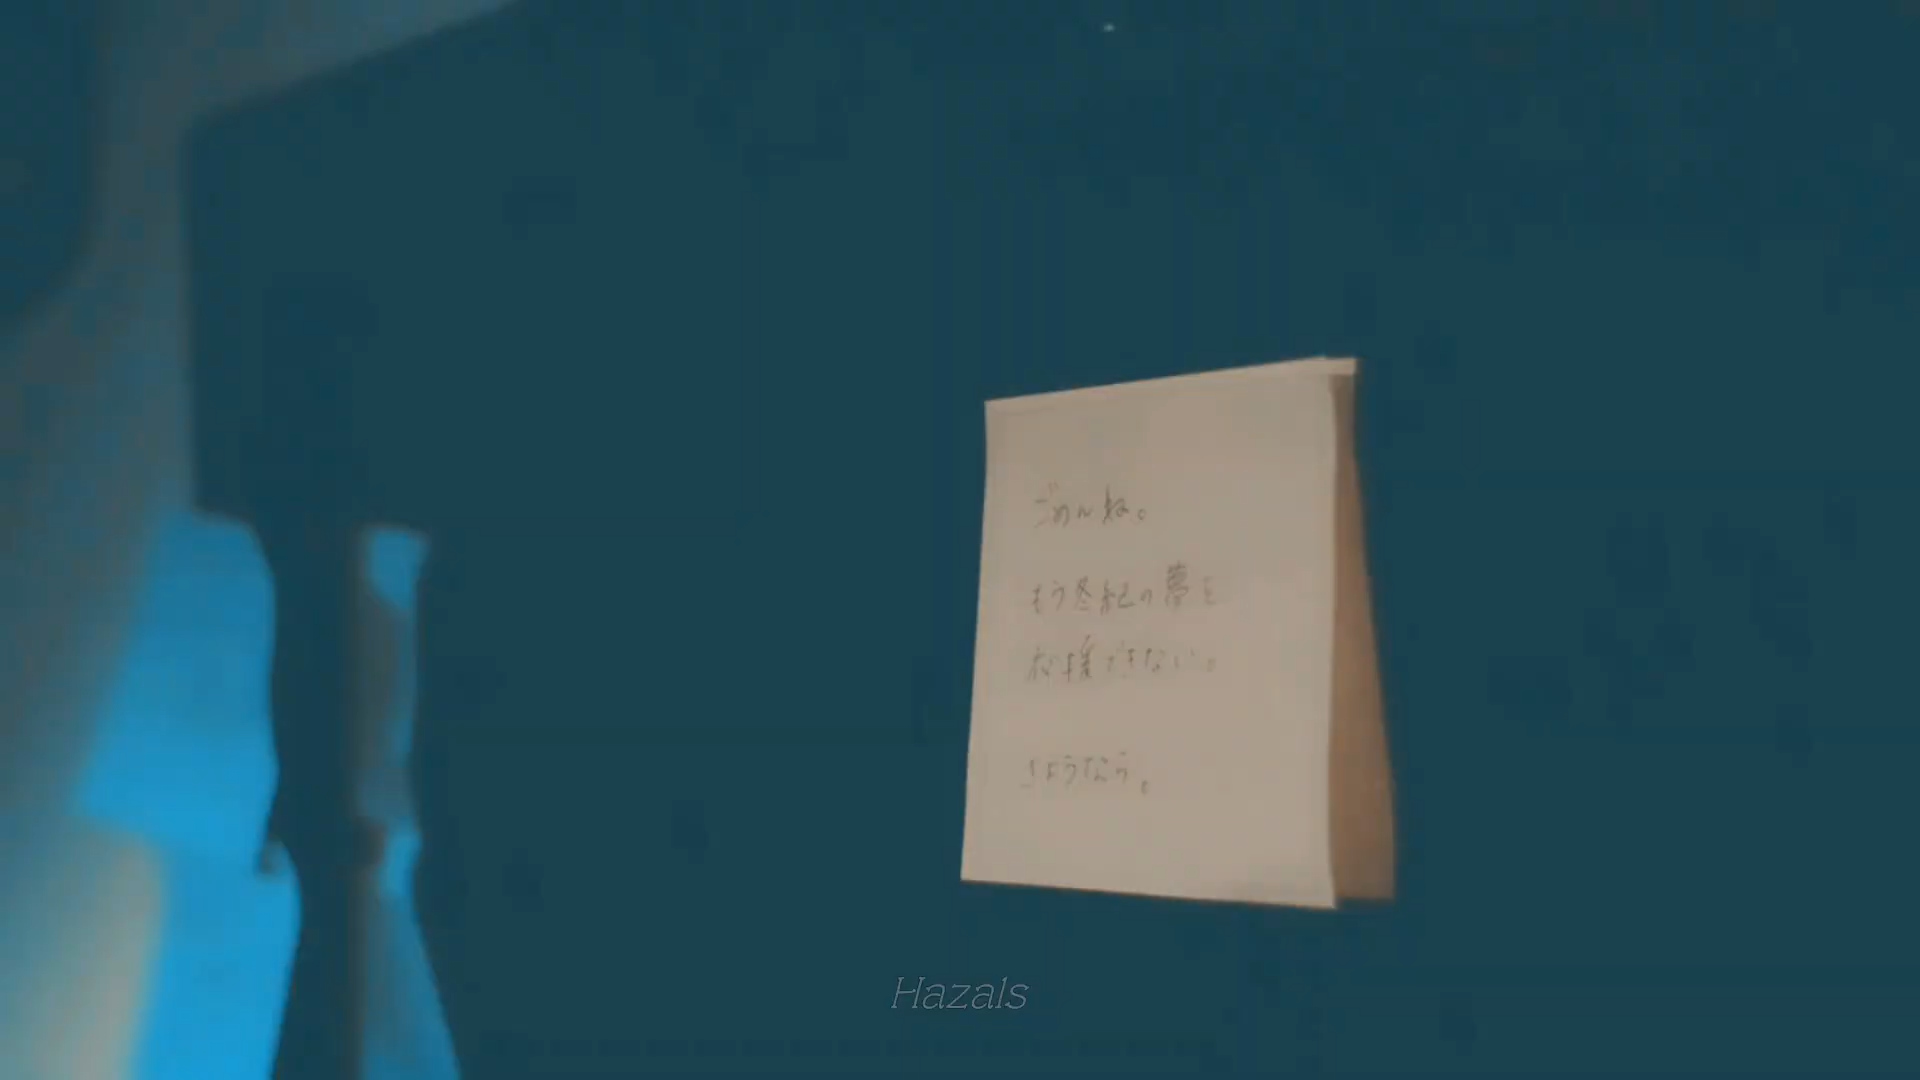 ごめんね。
もう冬紀の夢を
応援できない。
さようなら。
Hazals